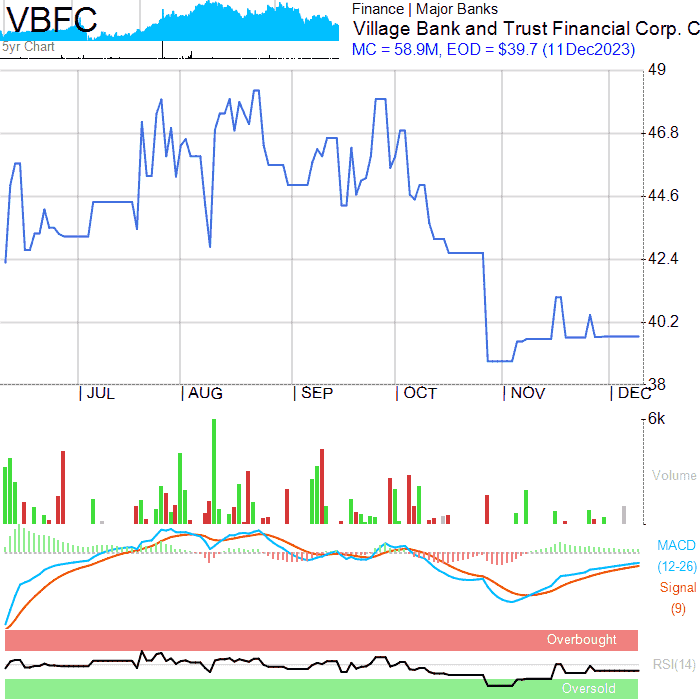 VBFC
5yr Chart
Finance | Major Banks
Village Bank and Trust Financial Corp. C
MC = 58.9M, EOD = $39.7 (11Dec2023)
49
46.8
44.6
42.4
40.2
38
| JUL | AUG | SEP | OCT | NOV | DEC
6k
Volume
MACD
(12-26)
Signal
(9)
Overbought
RSI(14)
Oversold